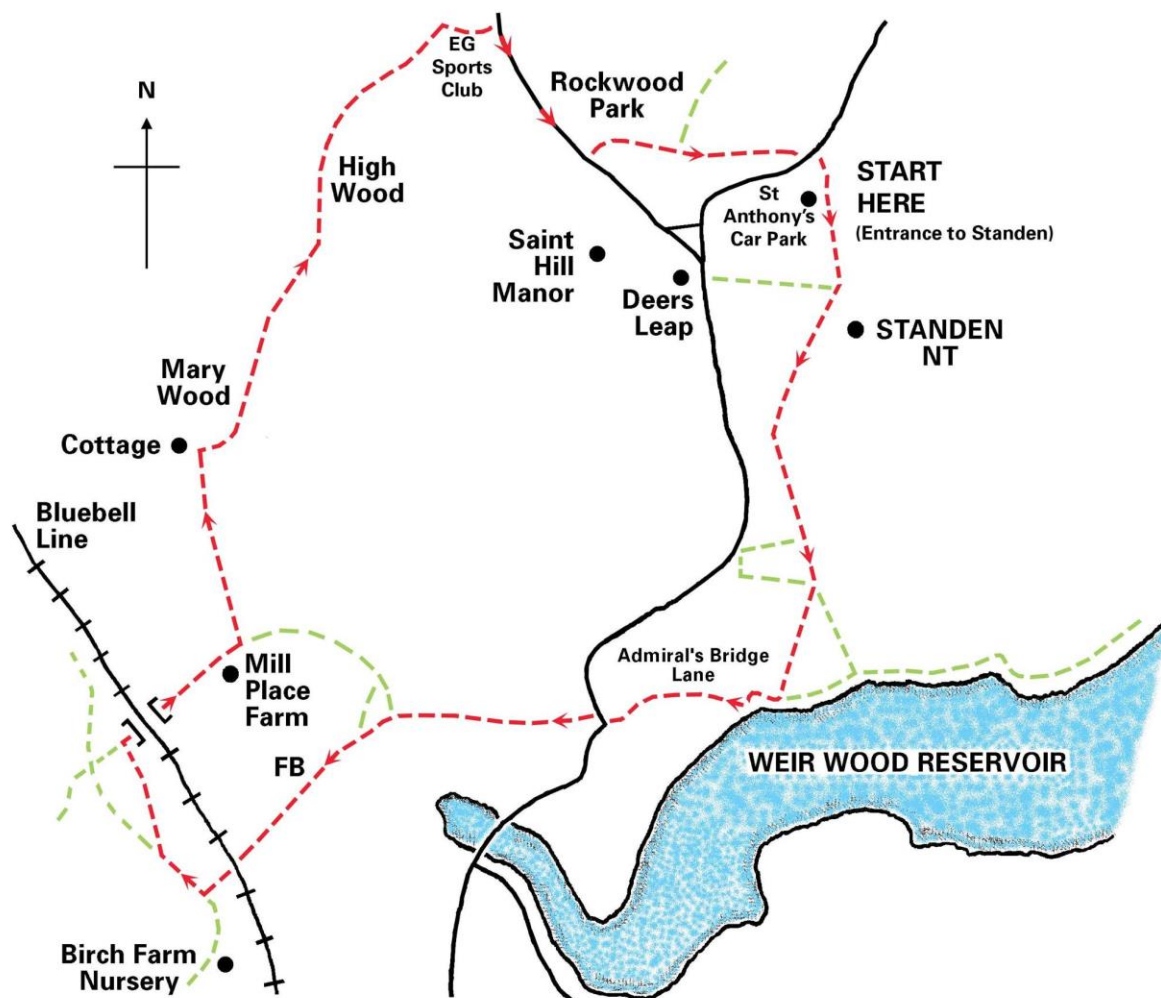 EG
Sports
Club
Rockwood
Park
N
START
HERE
(Entrance to Standen)
St
Anthony's
Car Park
High
Wood
Saint
Hill
Manor
Deers
Leap
STANDEN
NT
Mary
Wood
Cottage
Bluebell
Line
Mill
Place
Farm
Admiral's Bridge
Lane
FB
WEIR WOOD RESERVOIR
Birch Farm
Nursery